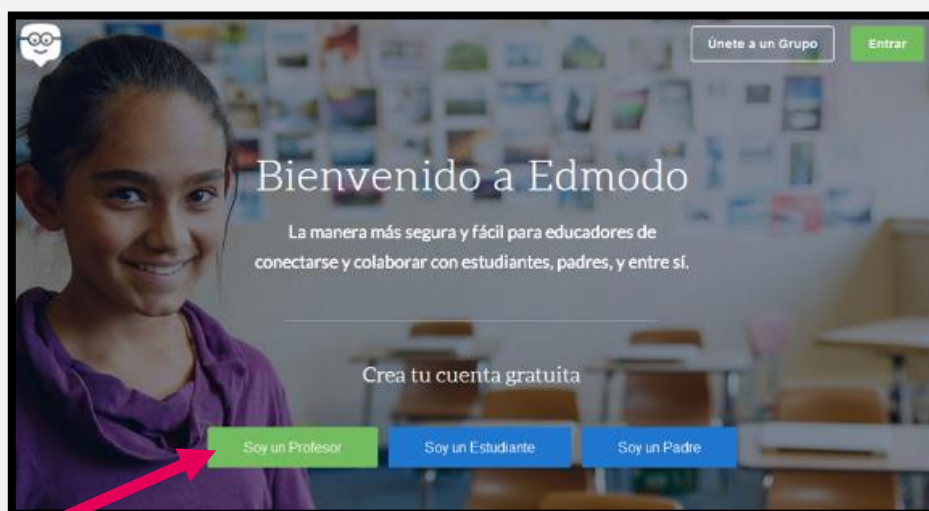 Únete a un Grupo
Entrar
Bienvenido a Edmodo
La manera más segura y fácil para educadores de
conectarse y colaborar con estudiantes, padres, y entre sí.
Crea tu cuenta gratuita
Soy un Profesor
Soy un Estudiante
Soy un Padre